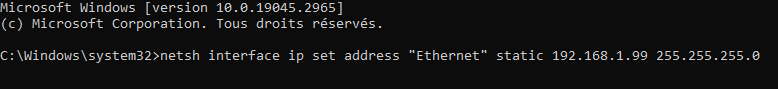 Microsoft Windows [version 10.0.19045.2965]
(c) Microsoft Corporation. Tous droits réservés.
C:\Windows\system32>netsh interface ip set address "Ethernet" static 192.168.1.99 255.255.255.0